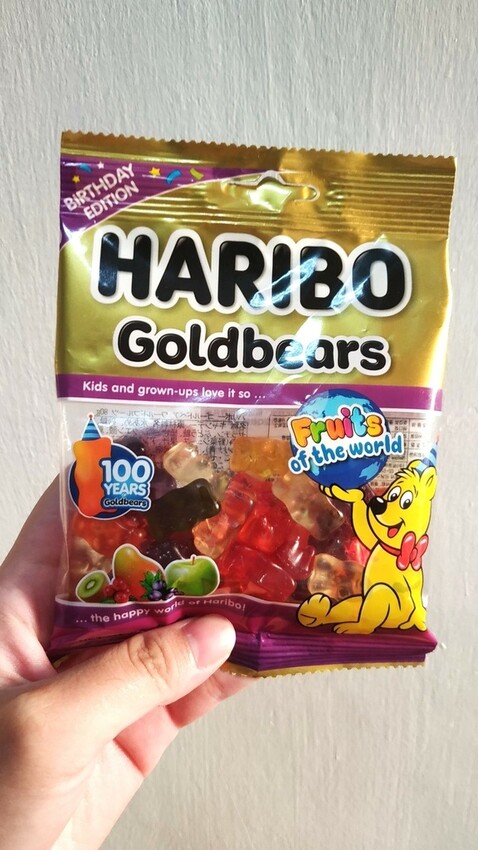 BIRTHDAY
EDITION
HARIBO
Goldbears
Kids and grown-ups love it so ...
Fruits
of the world
100
YEARS
Goldbears
... the happy world of Haribo!